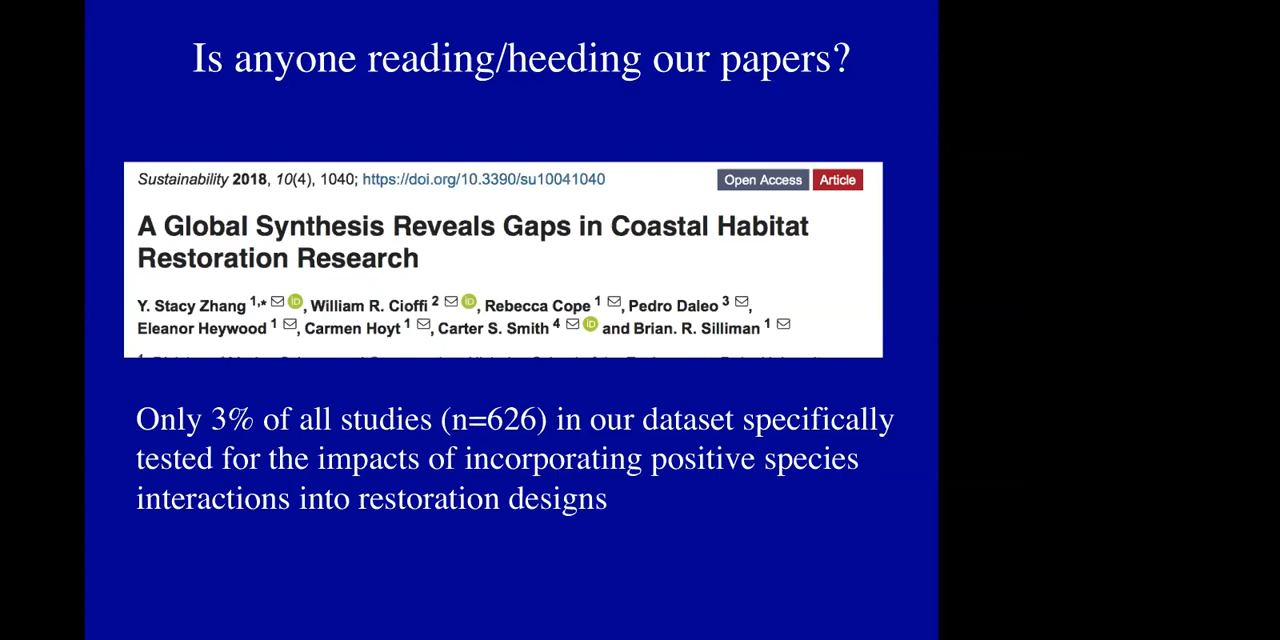 Is anyone reading/heeding our papers?
Sustainability 2018, 10(4), 1040; https://doi.org/10.3390/su10041040 Open Access Article
A Global Synthesis Reveals Gaps in Coastal Habitat
Restoration Research
Y. Stacy Zhang 1,* iD, William R. Cioffi 2 iD, Rebecca Cope 1, Pedro Daleo 3,
Eleanor Heywood 1, Carmen Hoyt 1, Carter S. Smith 4 iD and Brian. R. Silliman 1
Only 3% of all studies (n=626) in our dataset specifically
tested for the impacts of incorporating positive species
interactions into restoration designs